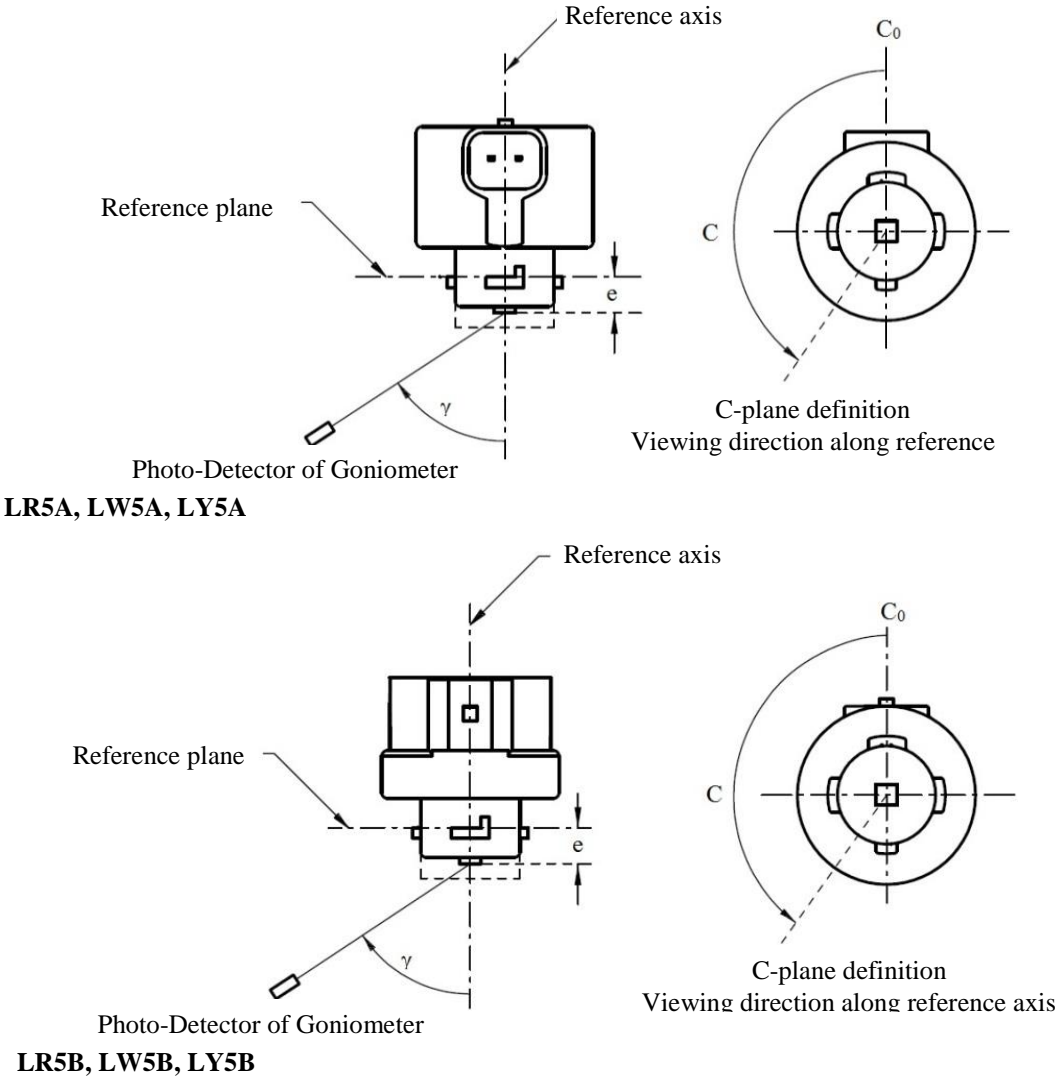 Reference axis
C₀
Reference plane
C
e
γ
C-plane definition
Viewing direction along reference
Photo-Detector of Goniometer
LR5A, LW5A, LY5A
Reference axis
C₀
Reference plane
C
e
γ
C-plane definition
Viewing direction along reference axis
Photo-Detector of Goniometer
LR5B, LW5B, LY5B